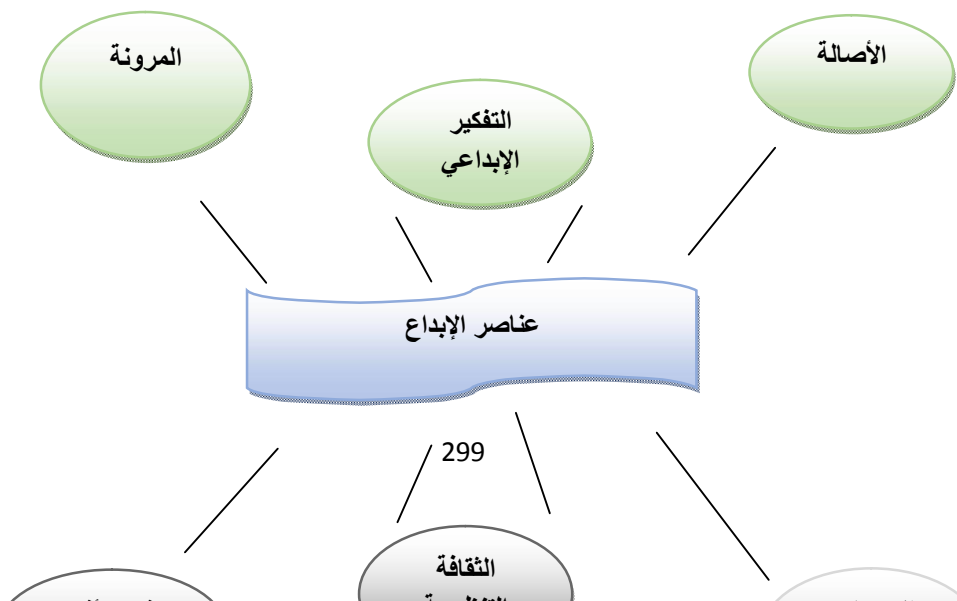 الأصالة
المرونة
التفكير
الإبداعي
عناصر الإبداع
299
الثقافة